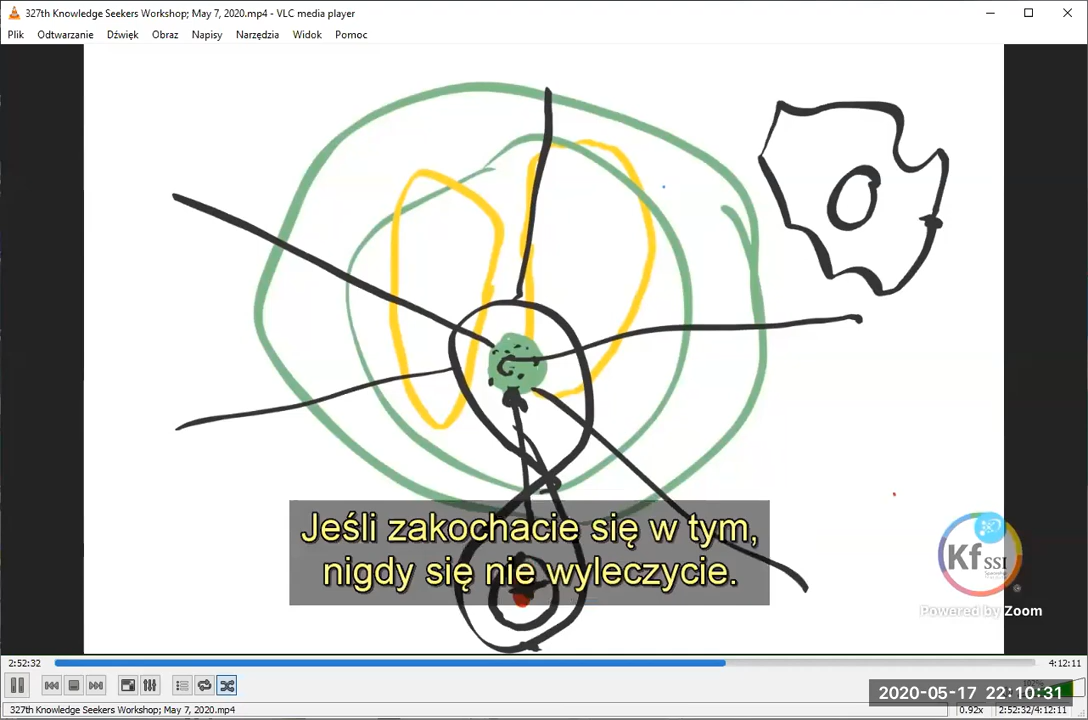 327th Knowledge Seekers Workshop; May 7, 2020.mp4 - VLC media player
Plik Odtwarzanie Dźwięk Obraz Napisy Narzędzia Widok Pomoc
Jeśli zakochacie się w tym,
nigdy się nie wyleczycie.
Kf SSI
Powered by Zoom
2:52:32 4:12:11
2020-05-17 22:10:31
327th Knowledge Seekers Workshop; May 7, 2020.mp4 0.92x 2:52:32/4:12:11